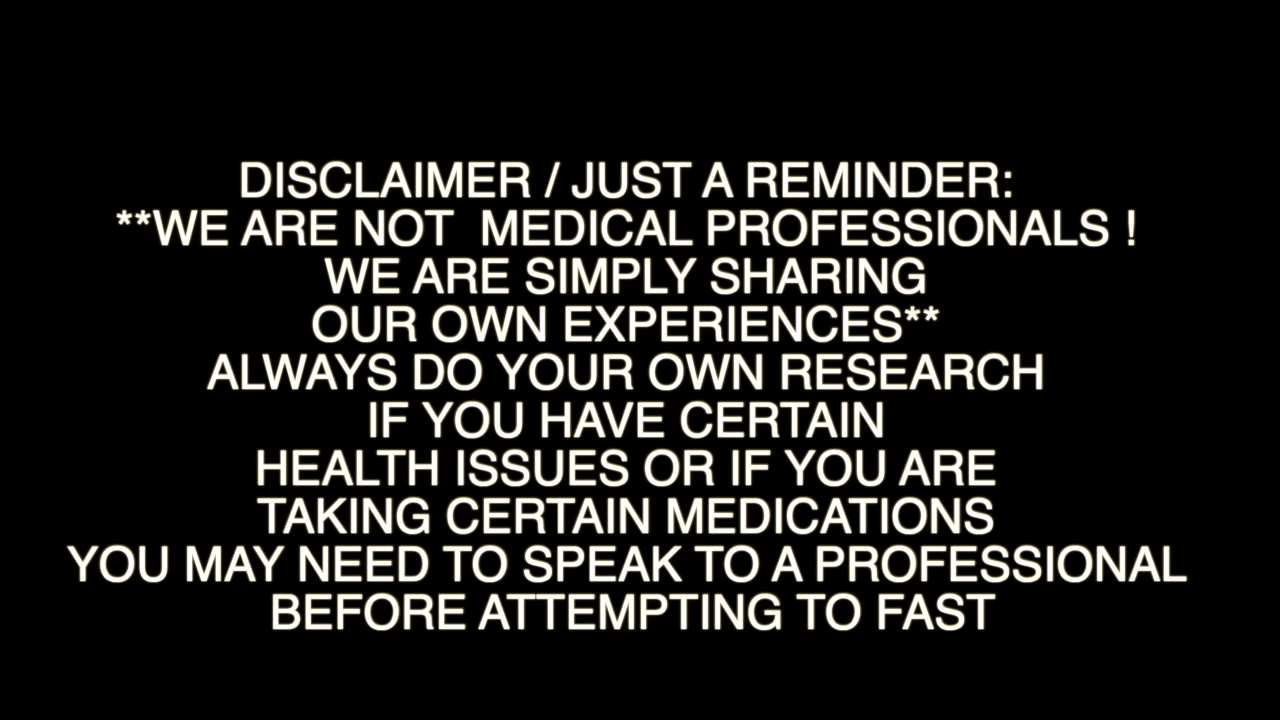 DISCLAIMER / JUST A REMINDER:
**WE ARE NOT  MEDICAL PROFESSIONALS !
WE ARE SIMPLY SHARING
OUR OWN EXPERIENCES**
ALWAYS DO YOUR OWN RESEARCH
IF YOU HAVE CERTAIN
HEALTH ISSUES OR IF YOU ARE
TAKING CERTAIN MEDICATIONS
YOU MAY NEED TO SPEAK TO A PROFESSIONAL
BEFORE ATTEMPTING TO FAST